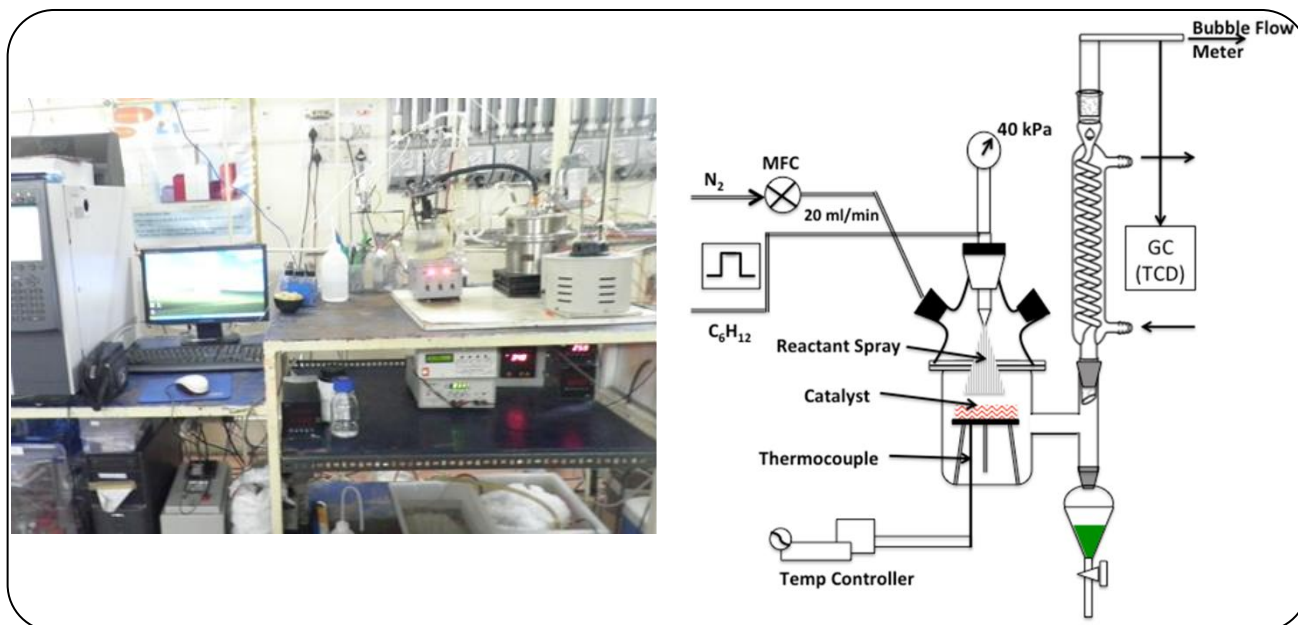 Bubble Flow
Meter
40 kPa
MFC
N₂
20 ml/min
GC
(TCD)
C₆H₁₂
Reactant Spray
Catalyst
Thermocouple
Temp Controller